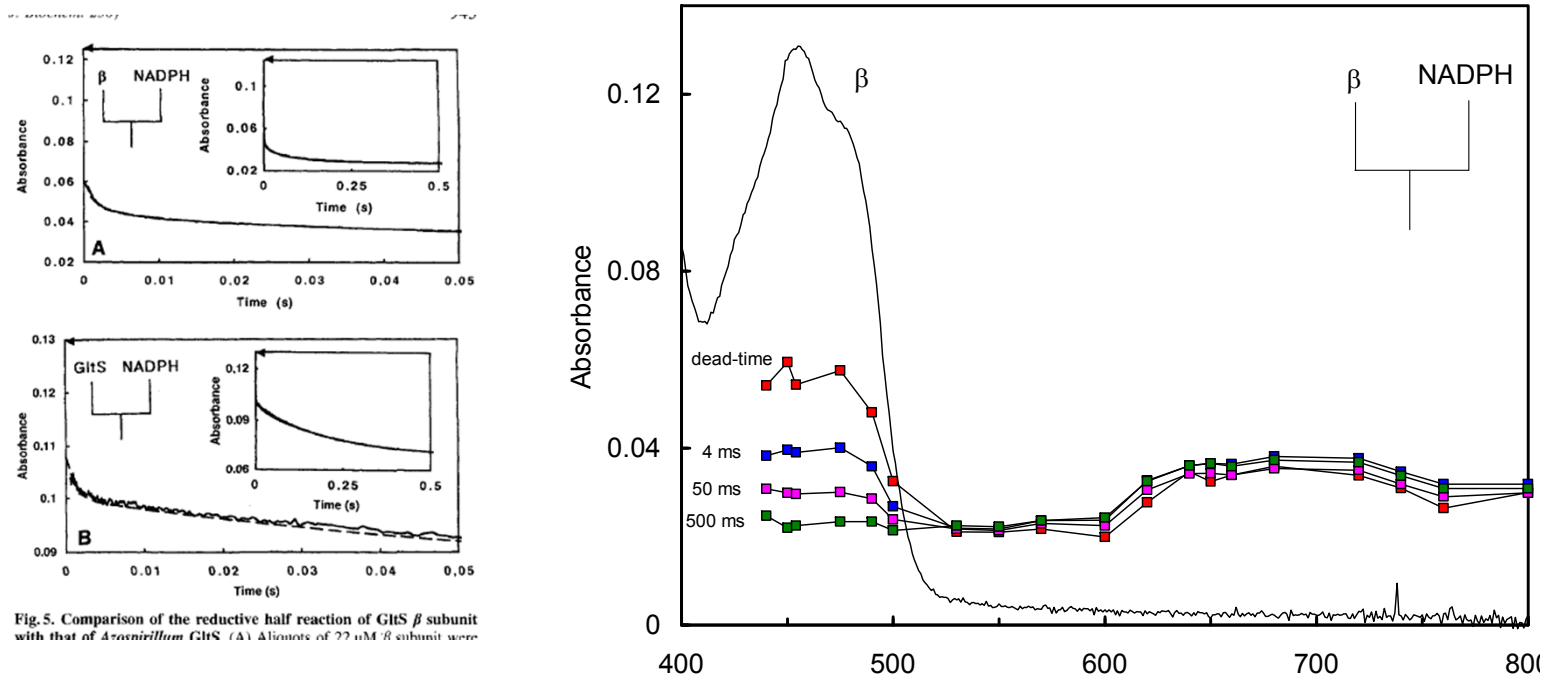 J. Biochem. 236)
943
0.12
0.1
0.08
0.06
0.04
0.02
Absorbance
β NADPH
A
0 0.01 0.02 0.03 0.04 0.05
Time (s)
Absorbance
0.1
0.06
0.02
0 0.25 0.5
Time (s)
0.13
0.12
0.11
0.1
0.09
Absorbance
GltS NADPH
B
0 0.01 0.02 0.03 0.04 0,05
Time (s)
Absorbance
0.12
0.09
0.06
0 0.25 0.5
Time (s)
Fig. 5. Comparison of the reductive half reaction of GltS β subunit
with that of Azospirillum GltS. (A) Aliquots of 22 μM β subunit were
Absorbance
0.12
0.08
0.04
0
β
β NADPH
dead-time
4 ms
50 ms
500 ms
400 500 600 700 800